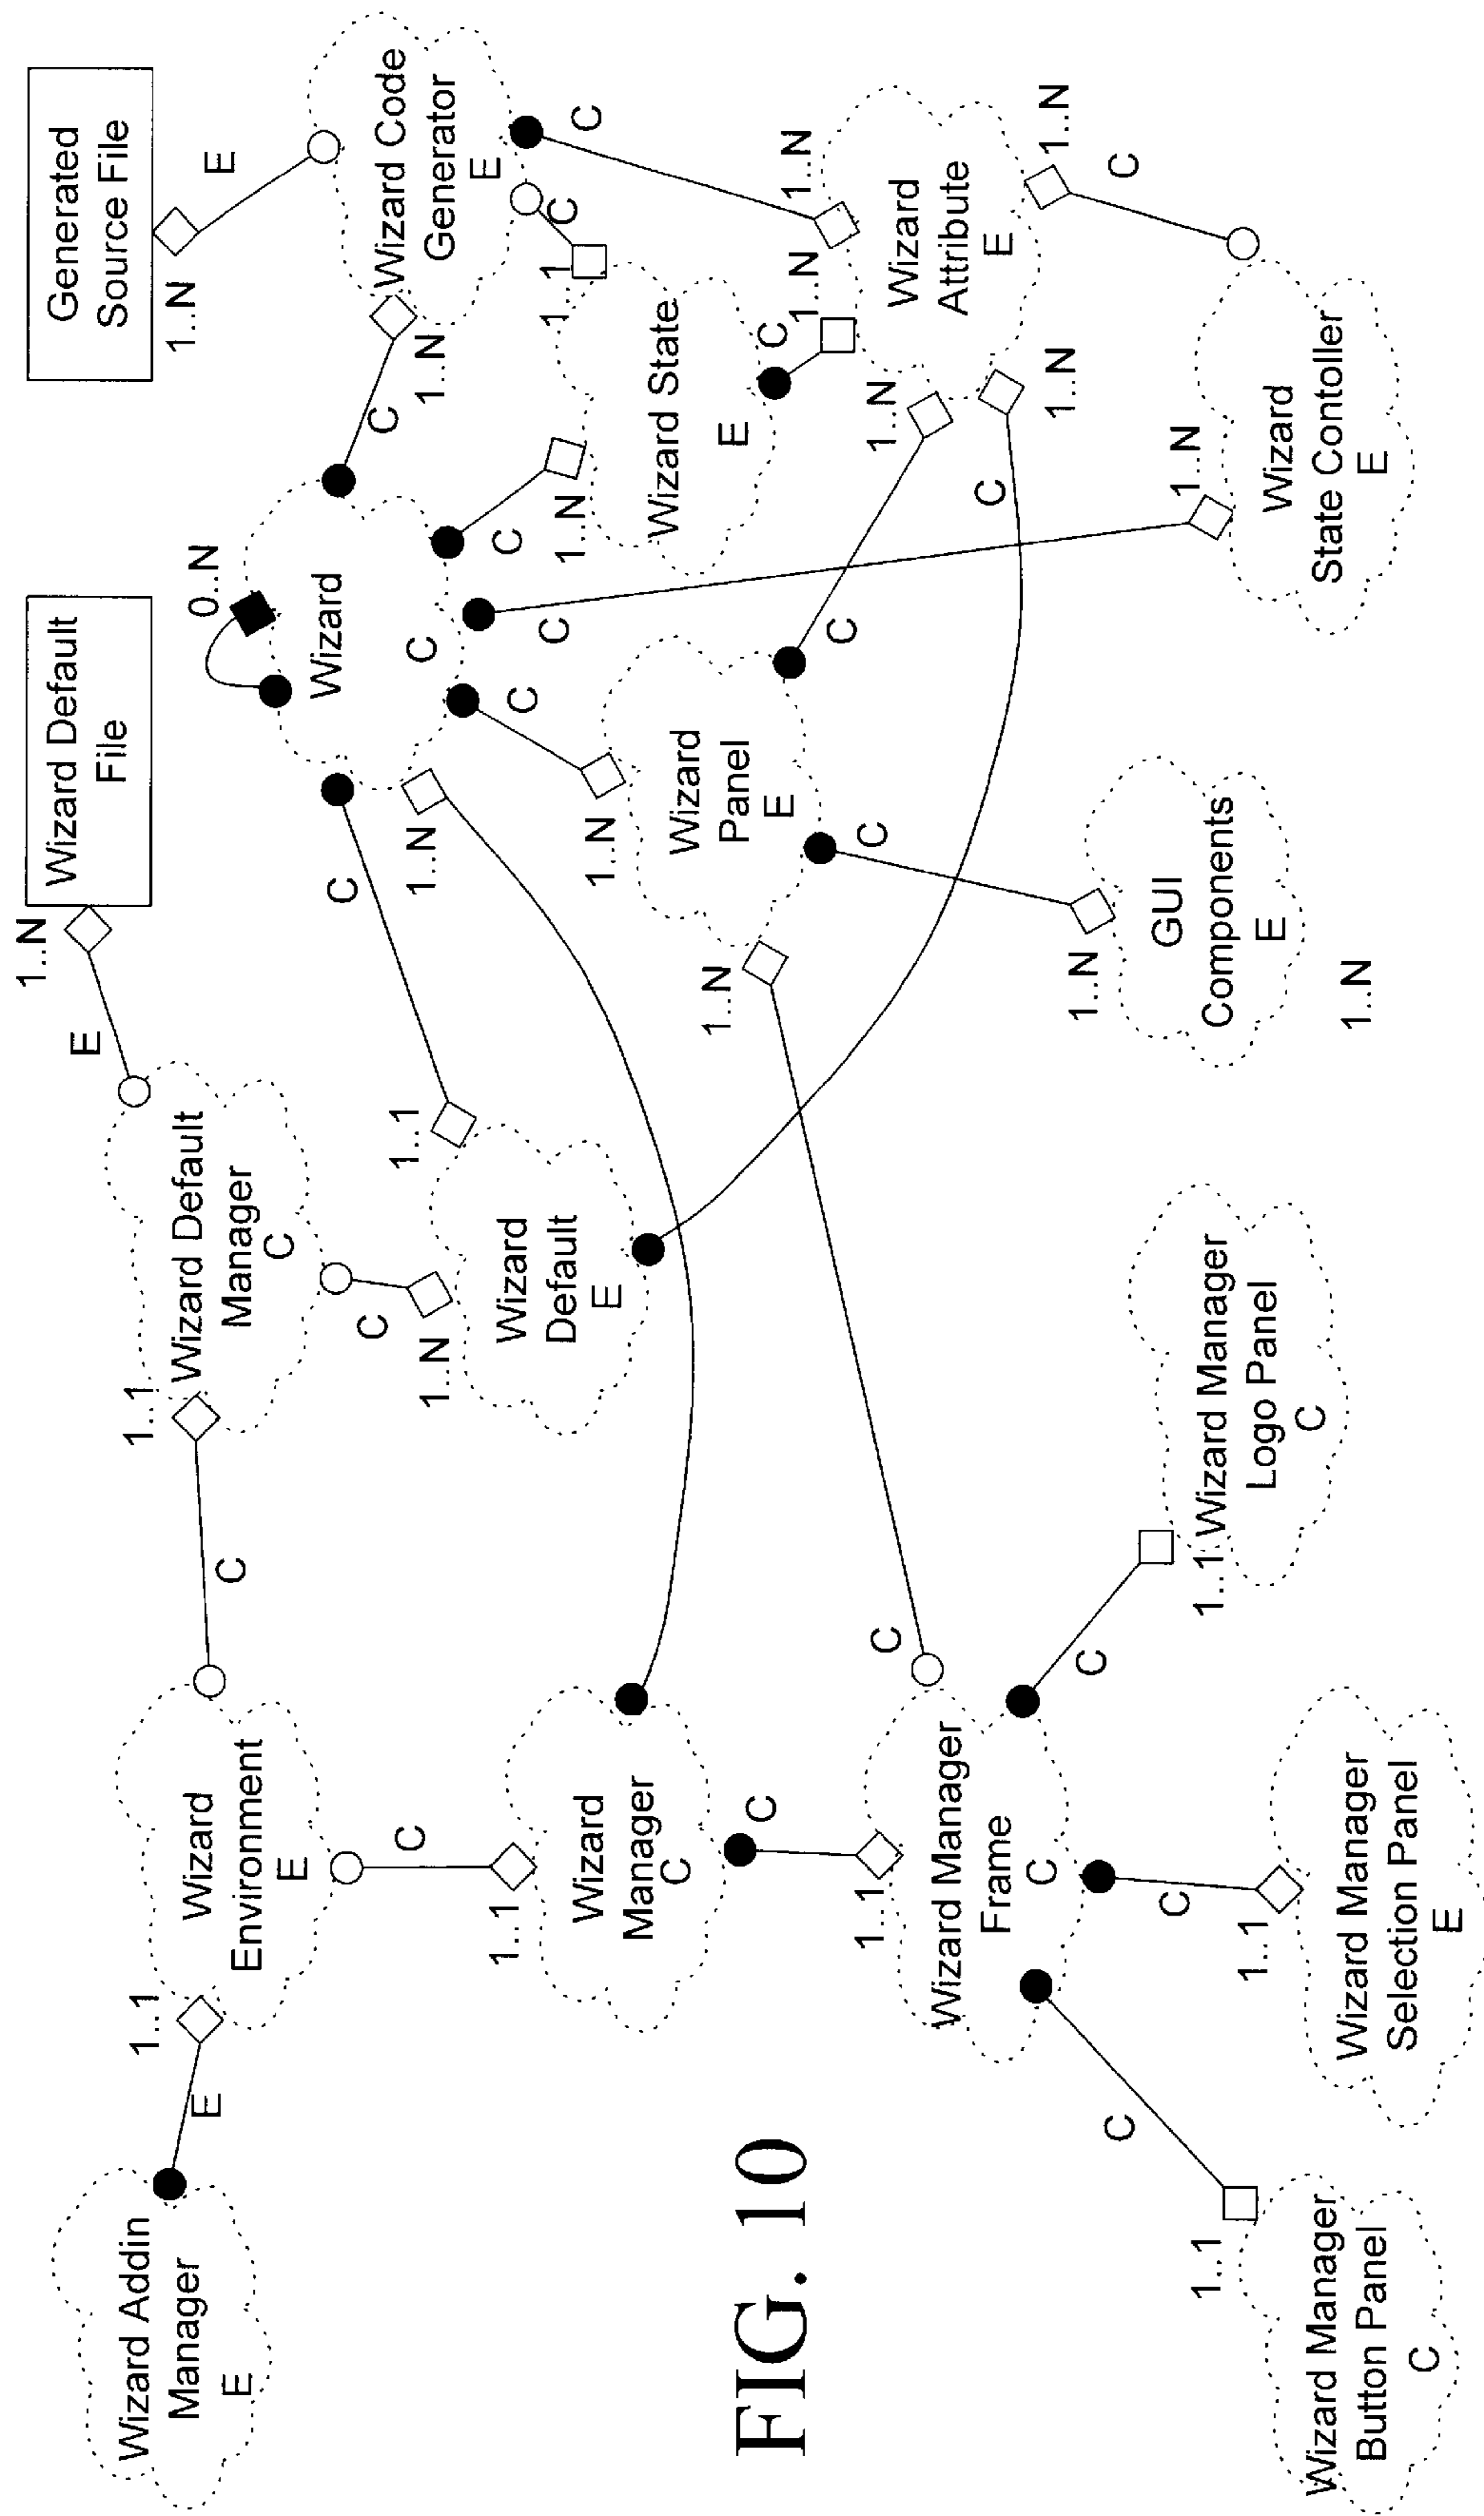 Wizard Addin
Manager
E
E
1..1
Wizard
Environment
E
C
1..1
Wizard Default
Manager
C
E
1..N
Wizard Default
File
Generated
Source File
1..N
E
Wizard Code
Generator
E
C
1..N
0..N
Wizard
C
C
1..1
C
1..N
Wizard
Default
E
1..N
C
1..N
C
1..N
C
1..1
C
Wizard State
E
C
1..N
C
1..N
Wizard
Attribute
E
1..N
C
1..N
C
1..N
C
C
1..N
Wizard
State Contoller
E
Wizard
Panel
E
C
1..N
GUI
Components
E
1..N
1..N
C
C
1..1
Wizard
Manager
C
C
1..1
Wizard Manager
Frame
C
C
1..1
Wizard Manager
Logo Panel
C
C
1..1
Wizard Manager
Selection Panel
E
C
1..1
Wizard Manager
Button Panel
C
FIG. 10